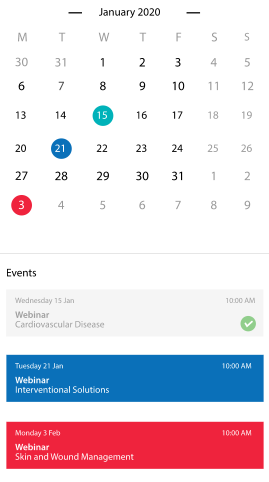 January 2020
M T W T F S S
30 31 1 2 3 4 5
6 7 8 9 10 11 12
13 14 15 16 17 18 19
20 21 22 23 24 25 26
27 28 29 30 31 1 2
3 4 5 6 7 8 9
Events
Wednesday 15 Jan 10:00 AM
Webinar
Cardiovascular Disease
Tuesday 21 Jan 10:00 AM
Webinar
Interventional Solutions
Monday 3 Feb 10:00 AM
Webinar
Skin and Wound Management